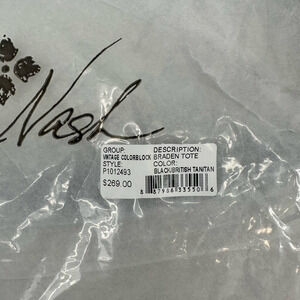 Nash
GROUP: DESCRIPTION:
VINTAGE COLORBLOCK BRADEN TOTE
STYLE: COLOR:
P1012493 BLACK/BRITISH TAN/TAN
$269.00